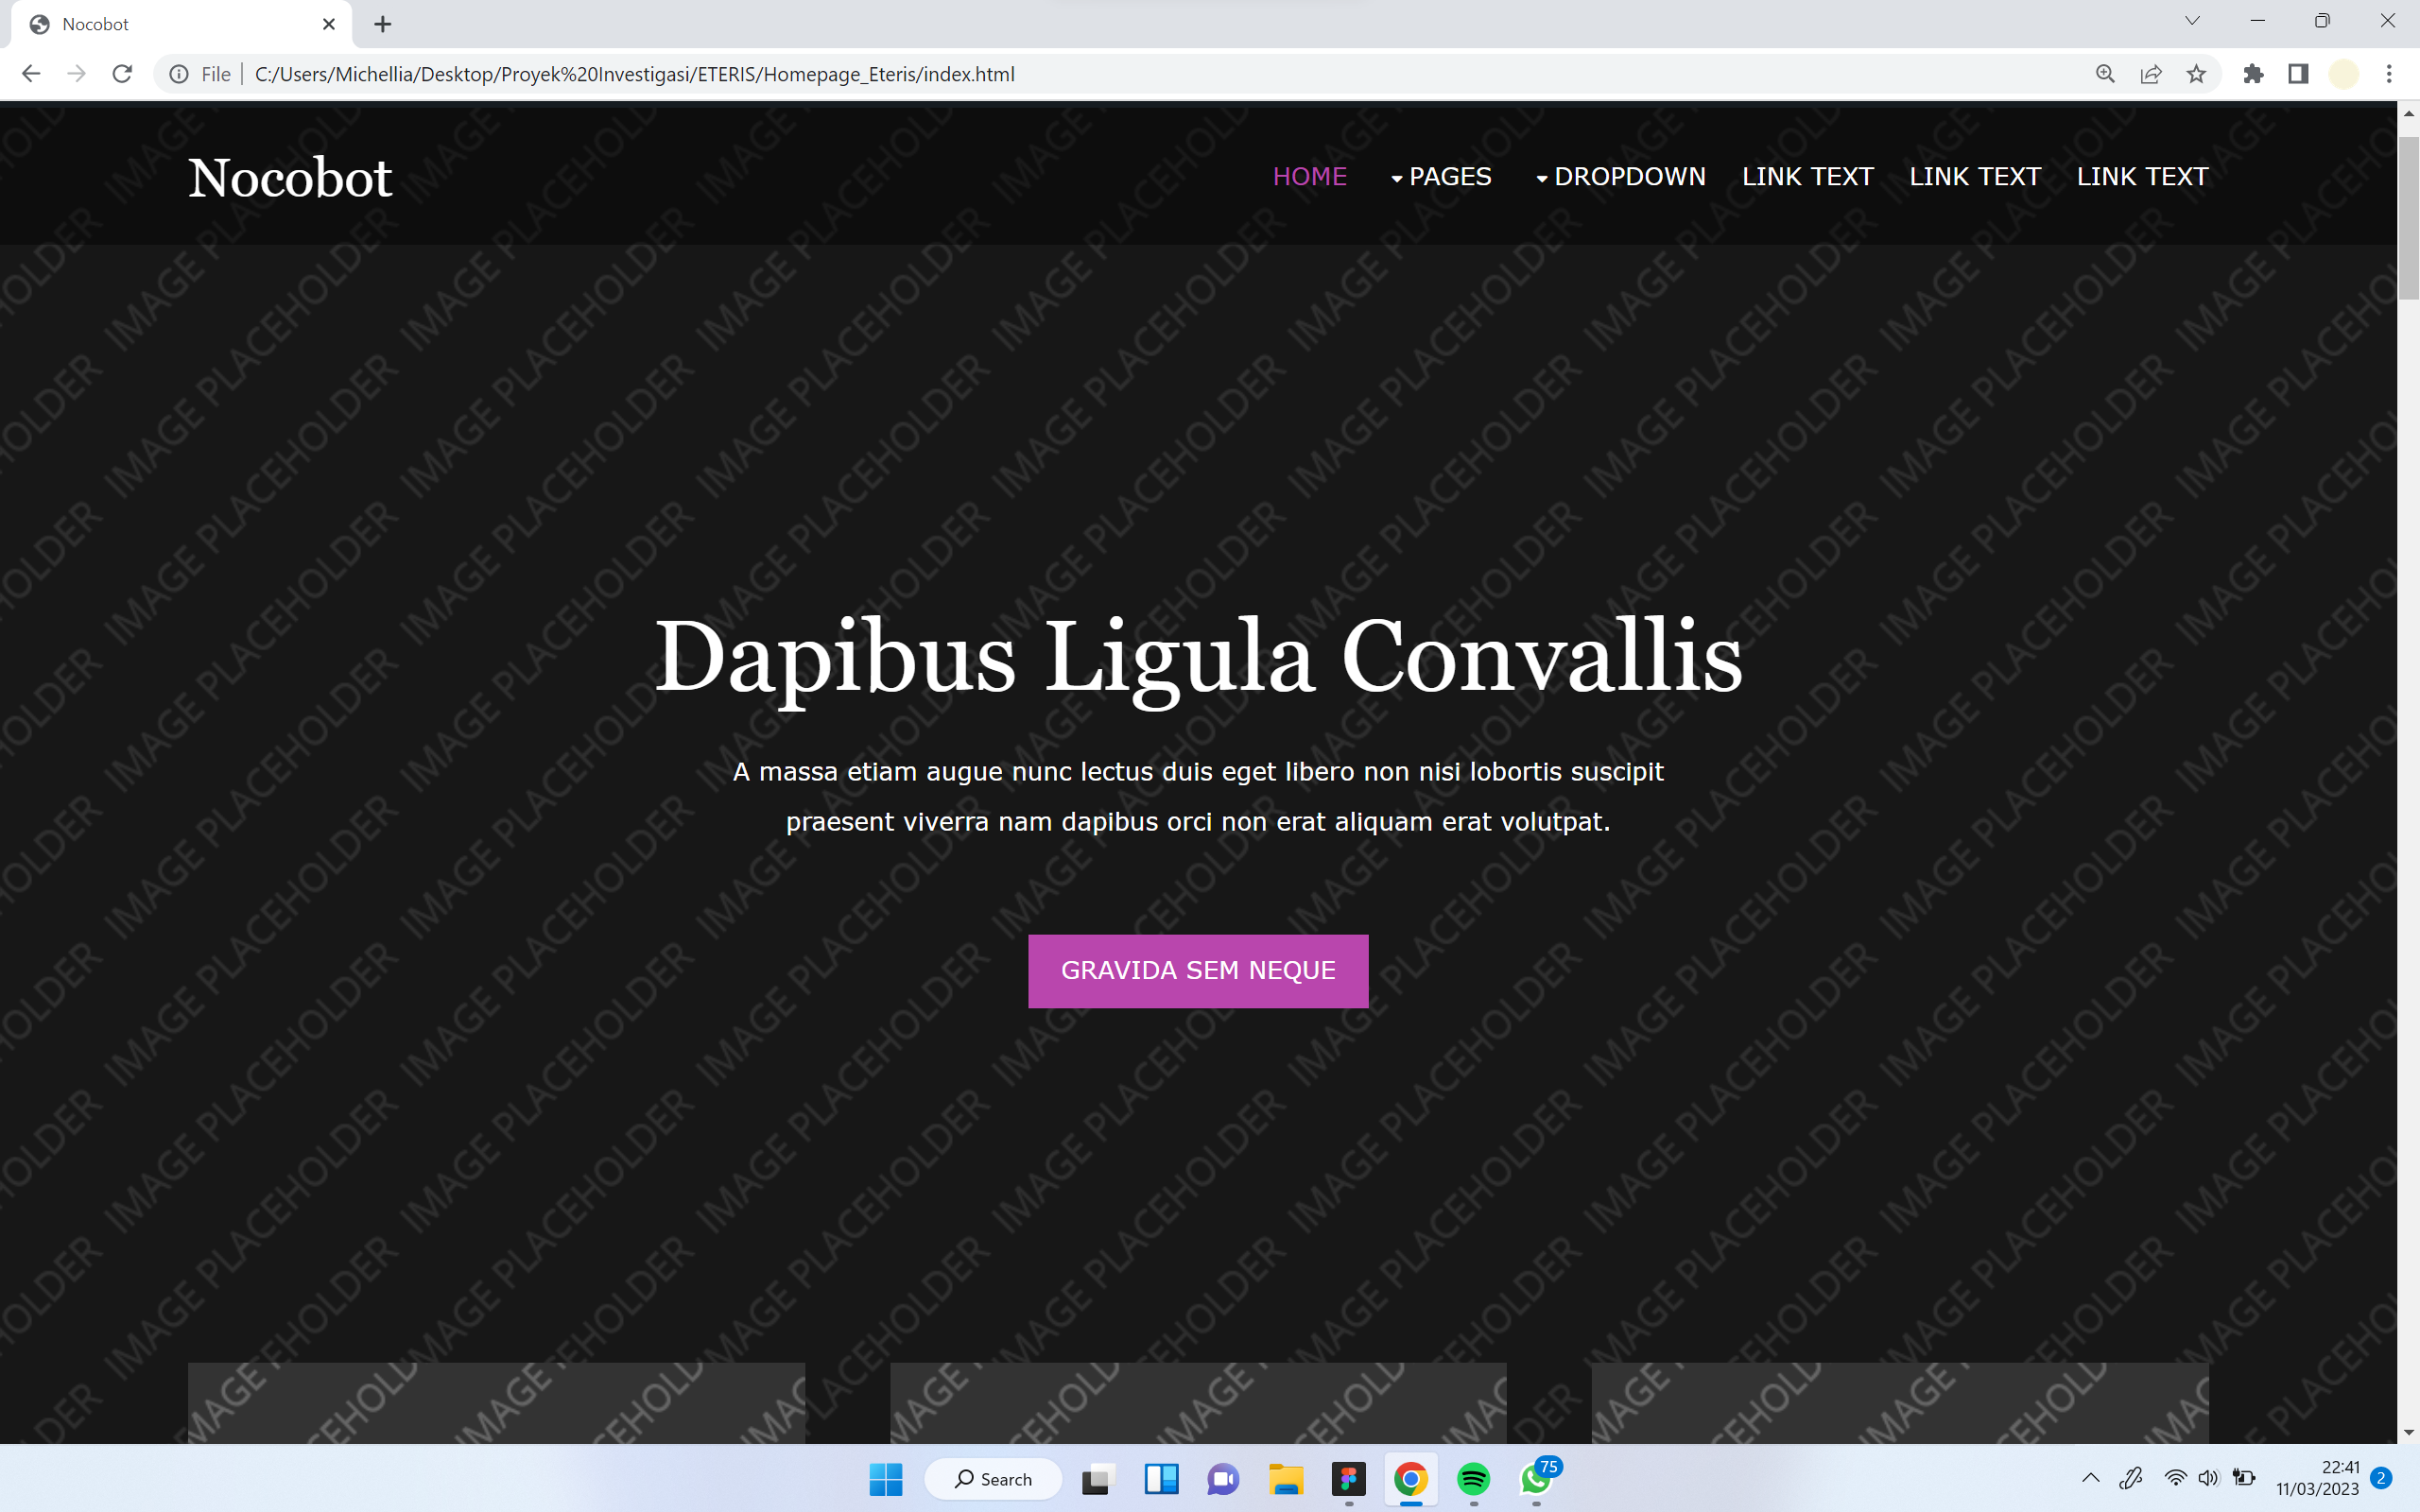 Nocobot
File C:/Users/Michellia/Desktop/Proyek%20Investigasi/ETERIS/Homepage_Eteris/index.html
Nocobot HOME PAGES DROPDOWN LINK TEXT LINK TEXT LINK TEXT
IMAGE PLACEHOLDER
Dapibus Ligula Convallis
A massa etiam augue nunc lectus duis eget libero non nisi lobortis suscipit
praesent viverra nam dapibus orci non erat aliquam erat volutpat.
GRAVIDA SEM NEQUE
Search
75
22:41
11/03/2023
2